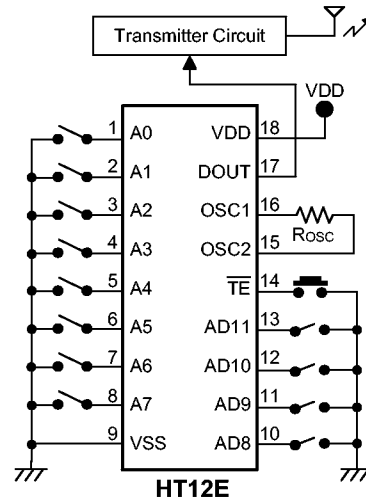 Transmitter Circuit
VDD
1 A0 VDD 18
2 A1 DOUT 17
3 A2 OSC1 16
ROSC
4 A3 OSC2 15
5 A4 TE 14
6 A5 AD11 13
7 A6 AD10 12
8 A7 AD9 11
9 VSS AD8 10
HT12E